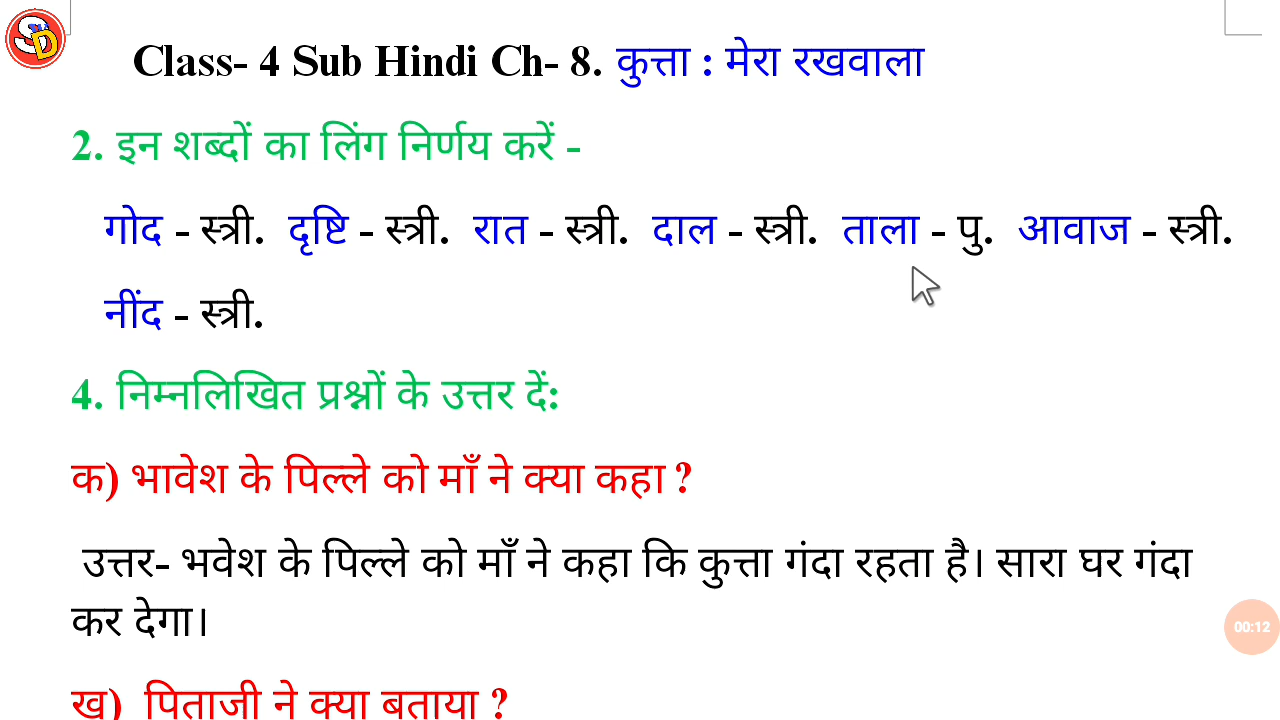 SD
Class- 4 Sub Hindi Ch- 8. कुत्ता : मेरा रखवाला
2. इन शब्दों का लिंग निर्णय करें -
गोद - स्त्री. दृष्टि - स्त्री. रात - स्त्री. दाल - स्त्री. ताला - पु. आवाज - स्त्री.
नींद - स्त्री.
4. निम्नलिखित प्रश्नों के उत्तर दें:
क) भावेश के पिल्ले को माँ ने क्या कहा ?
उत्तर- भवेश के पिल्ले को माँ ने कहा कि कुत्ता गंदा रहता है। सारा घर गंदा
कर देगा।
00:12
ख) पिताजी ने क्या बताया ?